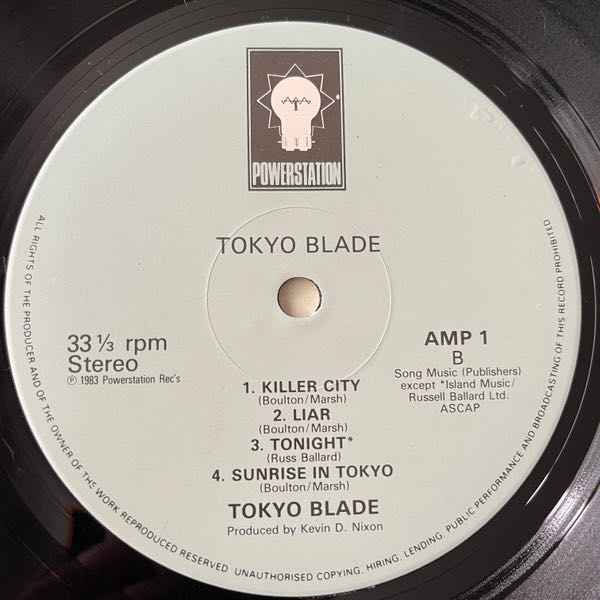 POWERSTATION
TOKYO BLADE
33 ⅓ rpm
Stereo
℗ 1983 Powerstation Rec's
AMP 1
B
Song Music (Publishers)
except *Island Music/
Russell Ballard Ltd.
ASCAP
1. KILLER CITY
(Boulton/Marsh)
2. LIAR
(Boulton/Marsh)
3. TONIGHT*
(Russ Ballard)
4. SUNRISE IN TOKYO
(Boulton/Marsh)
TOKYO BLADE
Produced by Kevin D. Nixon
ALL RIGHTS OF THE PRODUCER AND OF THE OWNER OF THE WORK REPRODUCED RESERVED. UNAUTHORISED COPYING, HIRING, LENDING, PUBLIC PERFORMANCE AND BROADCASTING OF THIS RECORD PROHIBITED